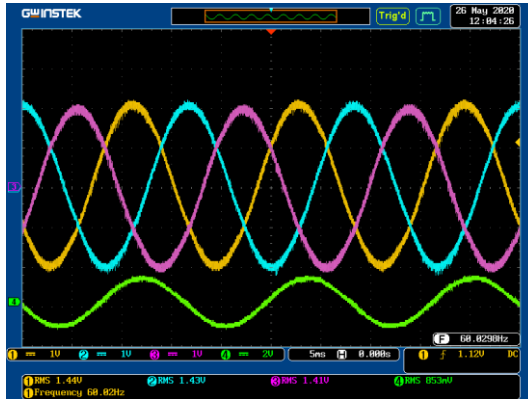 GWINSTEK
Trig'd
26 May 2020
12:04:26
3
4
F 60.0298Hz
1 1V 2 1V 3 1V 4 2V 5ms H 0.000s 1 1.12V DC
1 RMS 1.44V 2 RMS 1.43V 3 RMS 1.41V 4 RMS 853mV
1 Frequency 60.02Hz